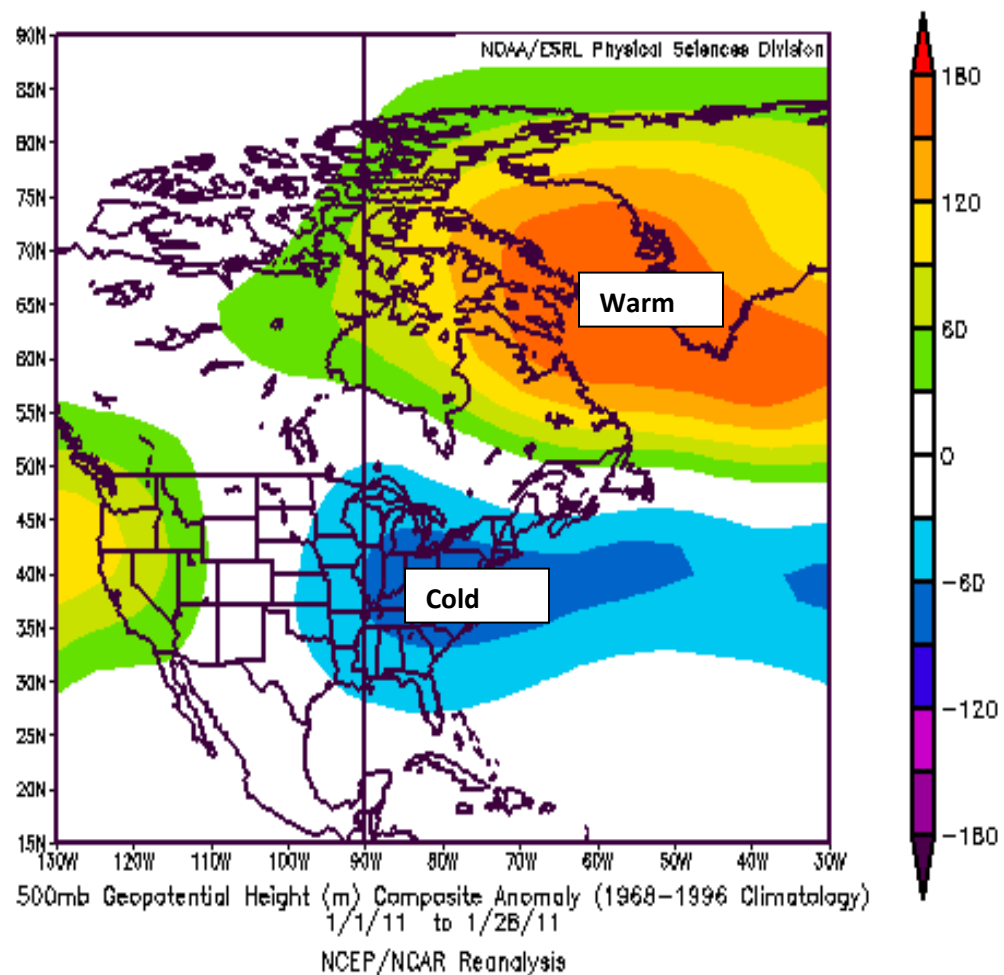 NOAA/ESRL Physical Sciences Division
90N
85N
80N
75N
70N
65N
60N
55N
50N
45N
40N
35N
30N
25N
20N
15N
130W 120W 110W 100W 90W 80W 70W 60W 50W 40W 30W
Warm
Cold
180
120
60
0
-60
-120
-180
500mb Geopotential Height (m) Composite Anomaly (1968-1996 Climatology)
1/1/11 to 1/28/11
NCEP/NCAR Reanalysis